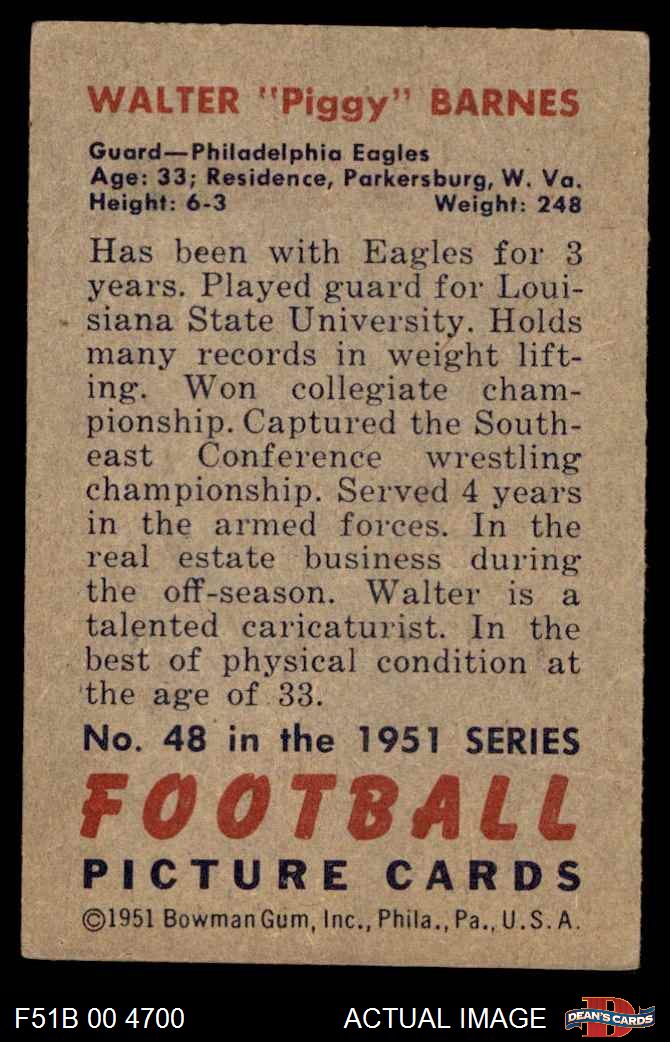 WALTER "Piggy" BARNES
Guard—Philadelphia Eagles
Age: 33; Residence, Parkersburg, W. Va.
Height: 6-3 Weight: 248
Has been with Eagles for 3
years. Played guard for Loui-
siana State University. Holds
many records in weight lift-
ing. Won collegiate cham-
pionship. Captured the South-
east Conference wrestling
championship. Served 4 years
in the armed forces. In the
real estate business during
the off-season. Walter is a
talented caricaturist. In the
best of physical condition at
the age of 33.
No. 48 in the 1951 SERIES
FOOTBALL
PICTURE CARDS
©1951 Bowman Gum, Inc., Phila., Pa., U.S.A.
F51B 00 4700 ACTUAL IMAGE D DEAN'S CARDS